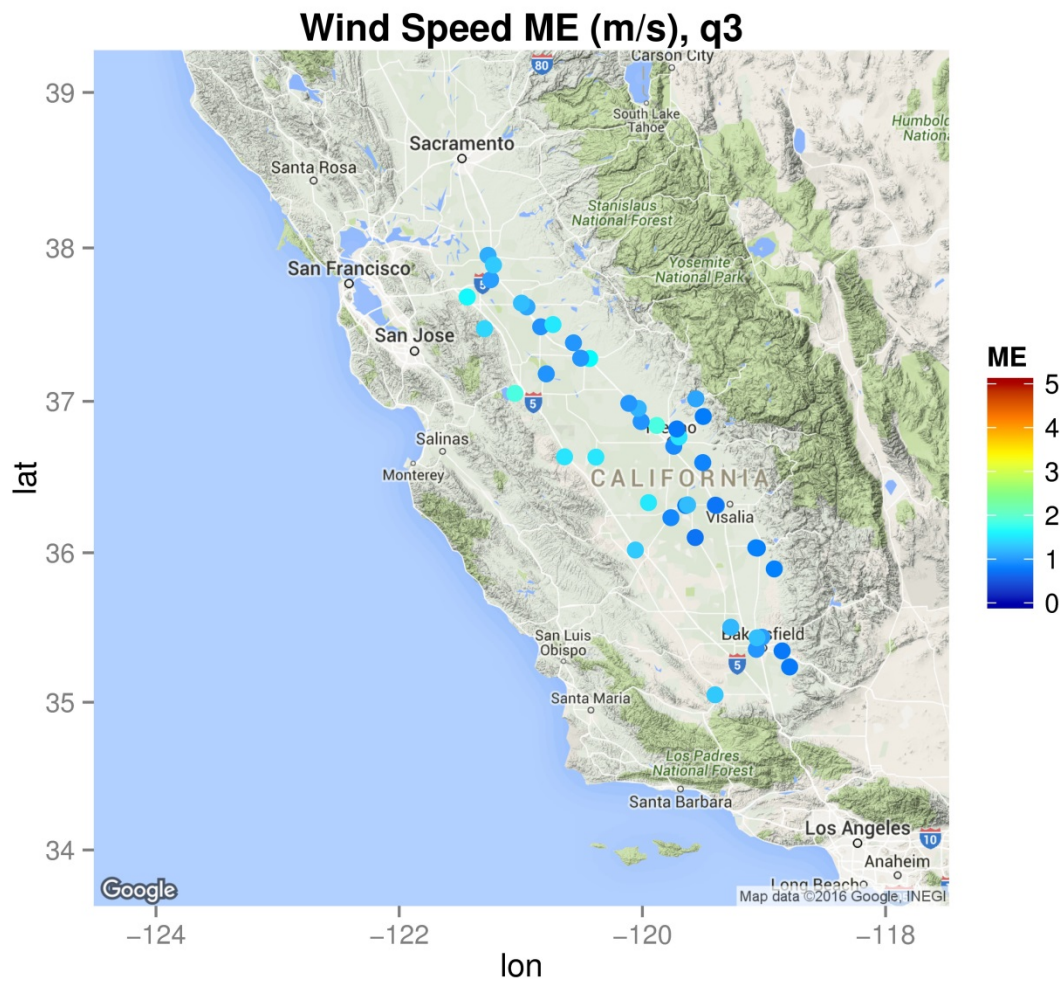 Wind Speed ME (m/s), q3
39
38
37
36
35
34
lat
−124
−122
−120
−118
lon
80
Carson City
South Lake
Tahoe
Humbol
Nation
Sacramento
Santa Rosa
Stanislaus
National Forest
Yosemite
National Park
San Francisco
5
San Jose
5
Salinas
Monterey
CALIFORNIA
Visalia
San Luis
Obispo
5
Santa Maria
Los Padres
National Forest
Santa Barbara
Los Angeles
10
Anaheim
Long Beach
Google
Map data ©2016 Google, INEGI
ME
5
4
3
2
1
0